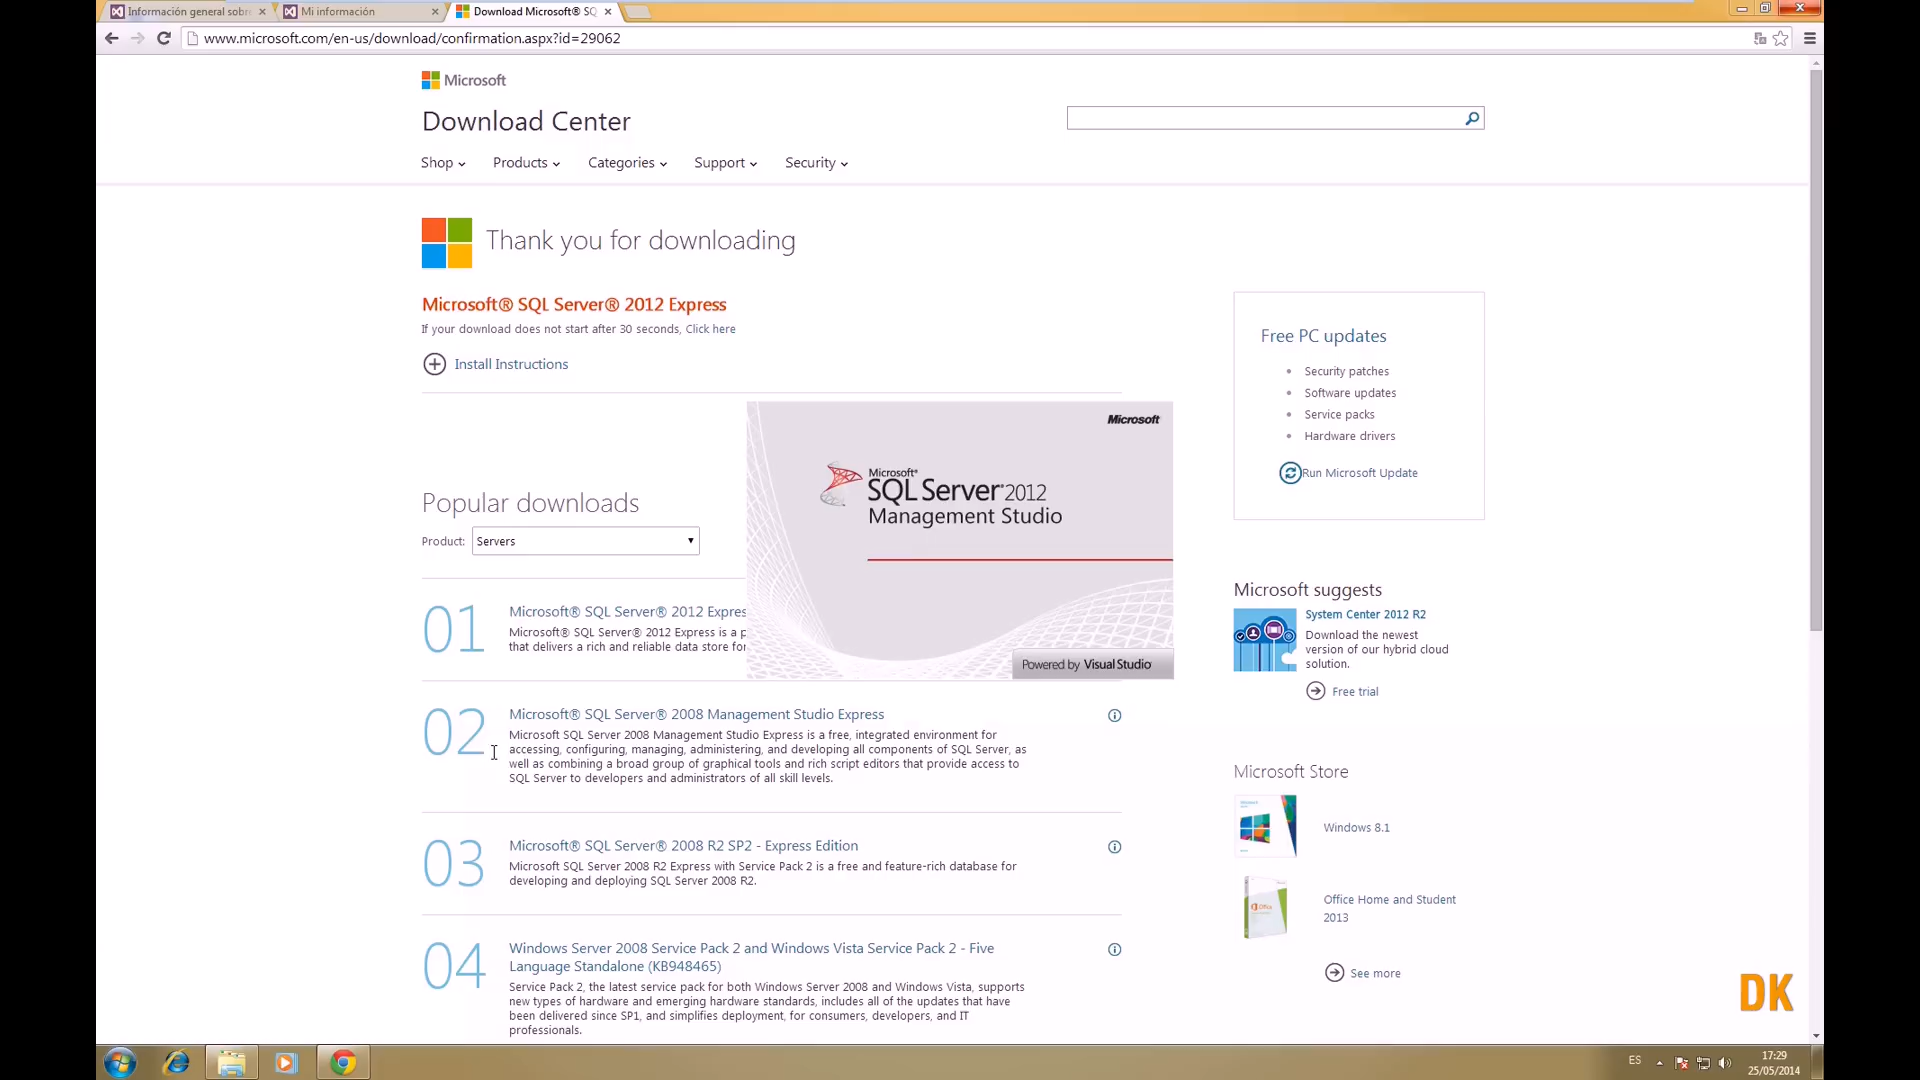 Información general sobr
Mi información
Download Microsoft® SQ
www.microsoft.com/en-us/download/confirmation.aspx?id=29062
Microsoft
Download Center
Shop
Products
Categories
Support
Security
Thank you for downloading
Microsoft® SQL Server® 2012 Express
If your download does not start after 30 seconds, Click here
Install Instructions
Free PC updates
• Security patches
• Software updates
• Service packs
• Hardware drivers
Run Microsoft Update
Microsoft
Microsoft®
SQL Server® 2012
Management Studio
Powered by Visual Studio
Popular downloads
Product: Servers
01
Microsoft® SQL Server® 2012 Expres
Microsoft® SQL Server® 2012 Express is a p
that delivers a rich and reliable data store for
02
Microsoft® SQL Server® 2008 Management Studio Express
Microsoft SQL Server 2008 Management Studio Express is a free, integrated environment for
accessing, configuring, managing, administering, and developing all components of SQL Server, as
well as combining a broad group of graphical tools and rich script editors that provide access to
SQL Server to developers and administrators of all skill levels.
03
Microsoft® SQL Server® 2008 R2 SP2 - Express Edition
Microsoft SQL Server 2008 R2 Express with Service Pack 2 is a free and feature-rich database for
developing and deploying SQL Server 2008 R2.
04
Windows Server 2008 Service Pack 2 and Windows Vista Service Pack 2 - Five
Language Standalone (KB948465)
Service Pack 2, the latest service pack for both Windows Server 2008 and Windows Vista, supports
new types of hardware and emerging hardware standards, includes all of the updates that have
been delivered since SP1, and simplifies deployment, for consumers, developers, and IT
professionals.
Microsoft suggests
System Center 2012 R2
Download the newest
version of our hybrid cloud
solution.
Free trial
Microsoft Store
Windows 8.1
Office
Office Home and Student
2013
See more
DK
ES
17:29
25/05/2014